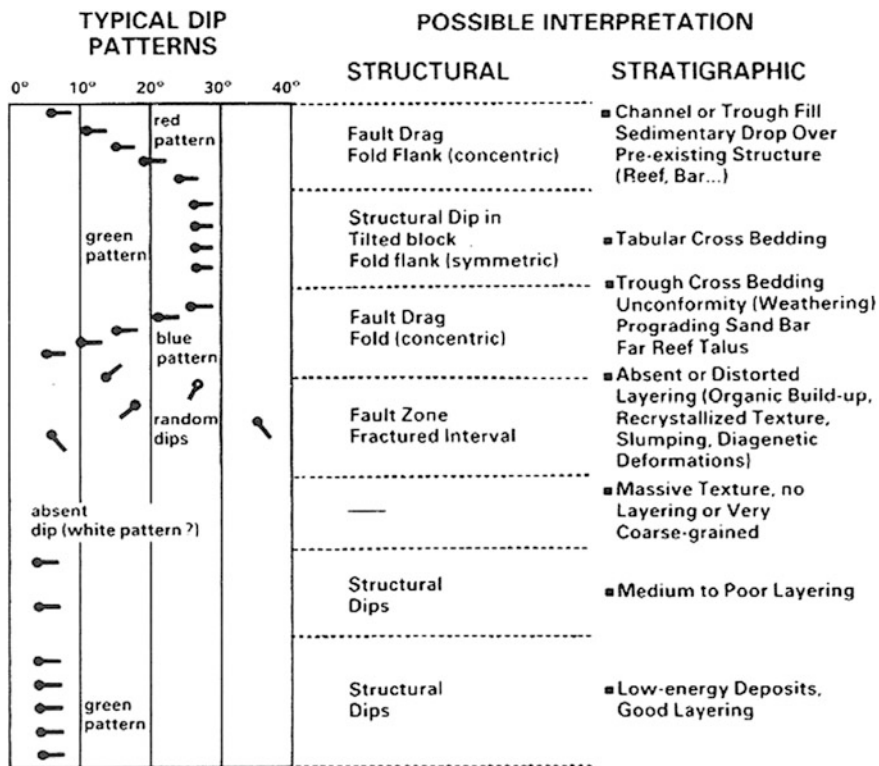 TYPICAL DIP
PATTERNS
POSSIBLE INTERPRETATION
STRUCTURAL
STRATIGRAPHIC
0° 10° 20° 30° 40°
red
pattern
Fault Drag
Fold Flank (concentric)
■ Channel or Trough Fill
Sedimentary Drop Over
Pre-existing Structure
(Reef, Bar...)
green
pattern
Structural Dip in
Tilted block
Fold flank (symmetric)
■ Tabular Cross Bedding
blue
pattern
Fault Drag
Fold (concentric)
■ Trough Cross Bedding
Unconformity (Weathering)
Prograding Sand Bar
Far Reef Talus
random
dips
Fault Zone
Fractured Interval
■ Absent or Distorted
Layering (Organic Build-up,
Recrystallized Texture,
Slumping, Diagenetic
Deformations)
absent
dip (white pattern?)
■ Massive Texture, no
Layering or Very
Coarse-grained
Structural
Dips
■ Medium to Poor Layering
green
pattern
Structural
Dips
■ Low-energy Deposits,
Good Layering